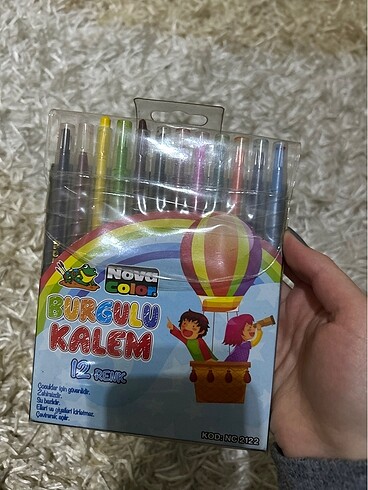 Nova
Color
BURGULU
KALEM
12 RENK
Çocuklar için güvenlidir.
Zehirsizdir.
Su bazlıdır.
Elleri ve giysileri kirletmez.
Çevirerek açılır.
KOD: NC 2122